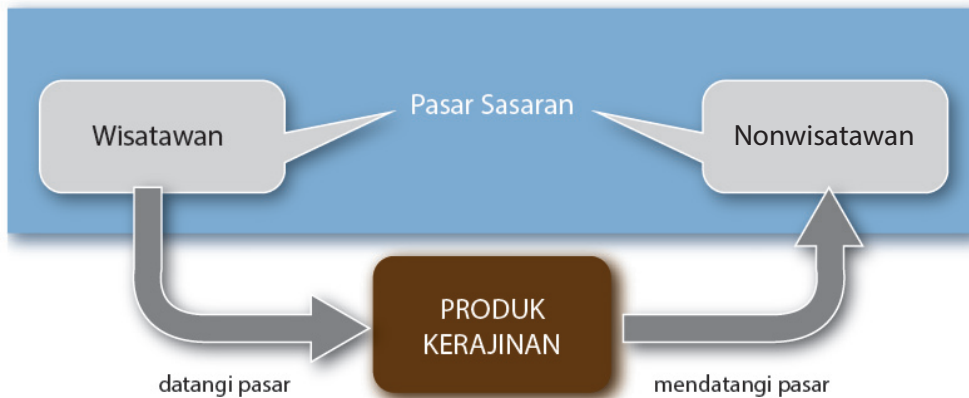 Pasar Sasaran
Wisatawan
Nonwisatawan
PRODUK
KERAJINAN
datangi pasar
mendatangi pasar